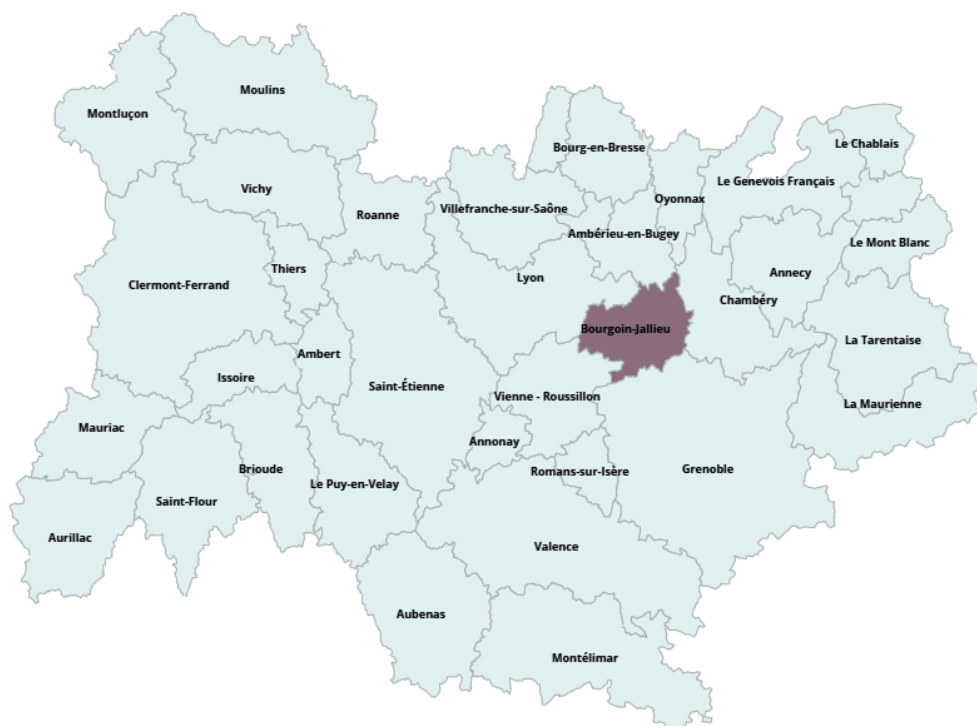 Moulins
Montluçon
Le Chablais
Bourg-en-Bresse
Le Genevois Français
Vichy
Oyonnax
Villefranche-sur-Saône
Roanne
Ambérieu-en-Bugey
Le Mont Blanc
Thiers
Annecy
Lyon
Clermont-Ferrand
Chambéry
Bourgoin-Jallieu
La Tarentaise
Ambert
Issoire
Saint-Étienne
Vienne - Roussillon
La Maurienne
Mauriac
Annonay
Brioude
Grenoble
Romans-sur-Isère
Le Puy-en-Velay
Saint-Flour
Aurillac
Valence
Aubenas
Montélimar